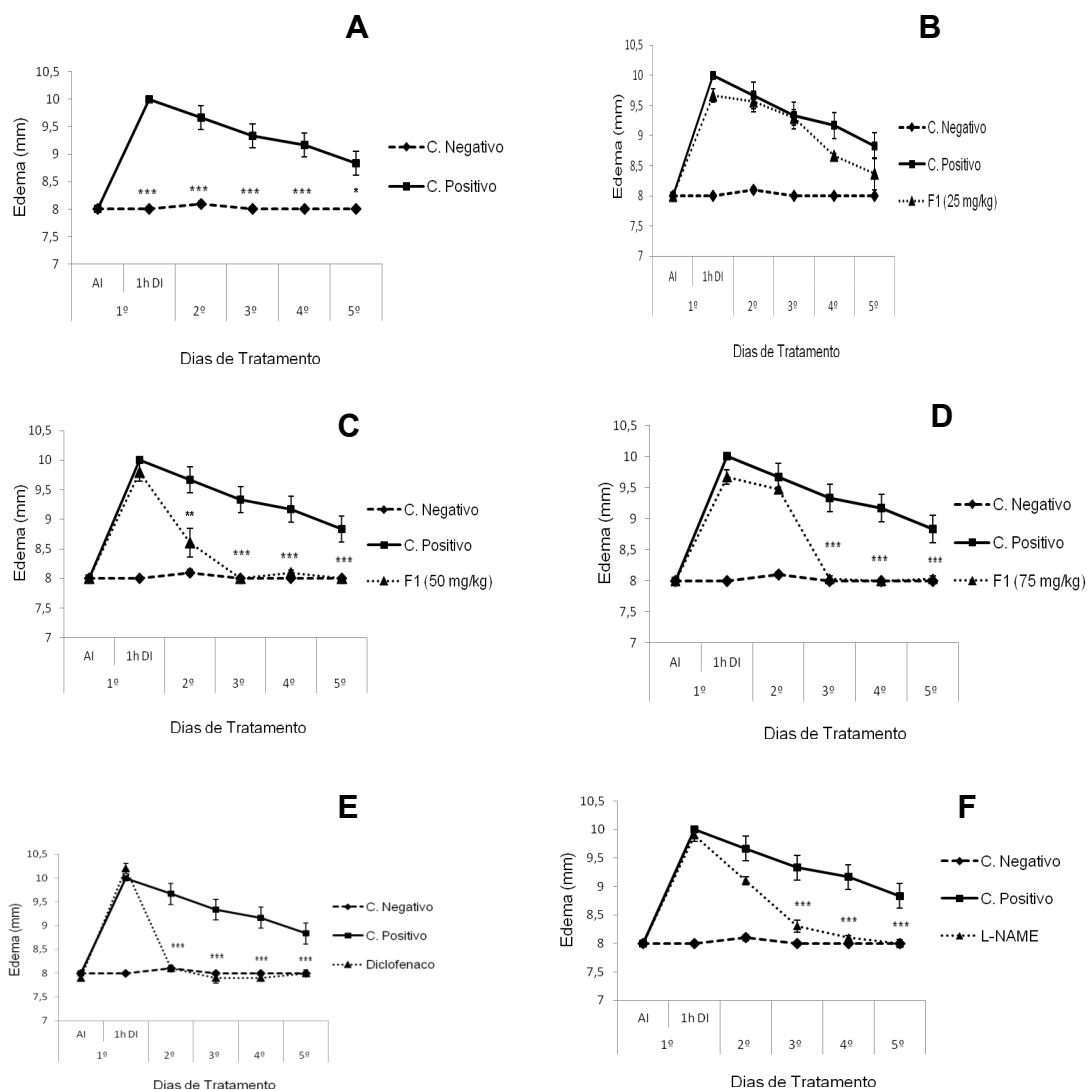 A
10,5
10
9,5
9
8,5
8
7,5
7
Edema (mm)
*** *** *** *** *
C. Negativo
C. Positivo
AI 1h DI
1º 2º 3º 4º 5º
Dias de Tratamento
B
10,5
10
9,5
9
8,5
8
7,5
7
Edema (mm)
C. Negativo
C. Positivo
F1 (25 mg/kg)
AI 1h DI
1º 2º 3º 4º 5º
Dias de Tratamento
C
10,5
10
9,5
9
8,5
8
7,5
7
Edema (mm)
** *** *** ***
C. Negativo
C. Positivo
F1 (50 mg/kg)
AI 1h DI
1º 2º 3º 4º 5º
Dias de Tratamento
D
10,5
10
9,5
9
8,5
8
7,5
7
Edema (mm)
*** *** ***
C. Negativo
C. Positivo
F1 (75 mg/kg)
AI 1h DI
1º 2º 3º 4º 5º
Dias de Tratamento
E
10,5
10
9,5
9
8,5
8
7,5
7
Edema (mm)
*** *** *** ***
C. Negativo
C. Positivo
Diclofenaco
AI 1h DI
1º 2º 3º 4º 5º
Dias de Tratamento
F
10,5
10
9,5
9
8,5
8
7,5
7
Edema (mm)
*** *** ***
C. Negativo
C. Positivo
L-NAME
AI 1h DI
1º 2º 3º 4º 5º
Dias de Tratamento